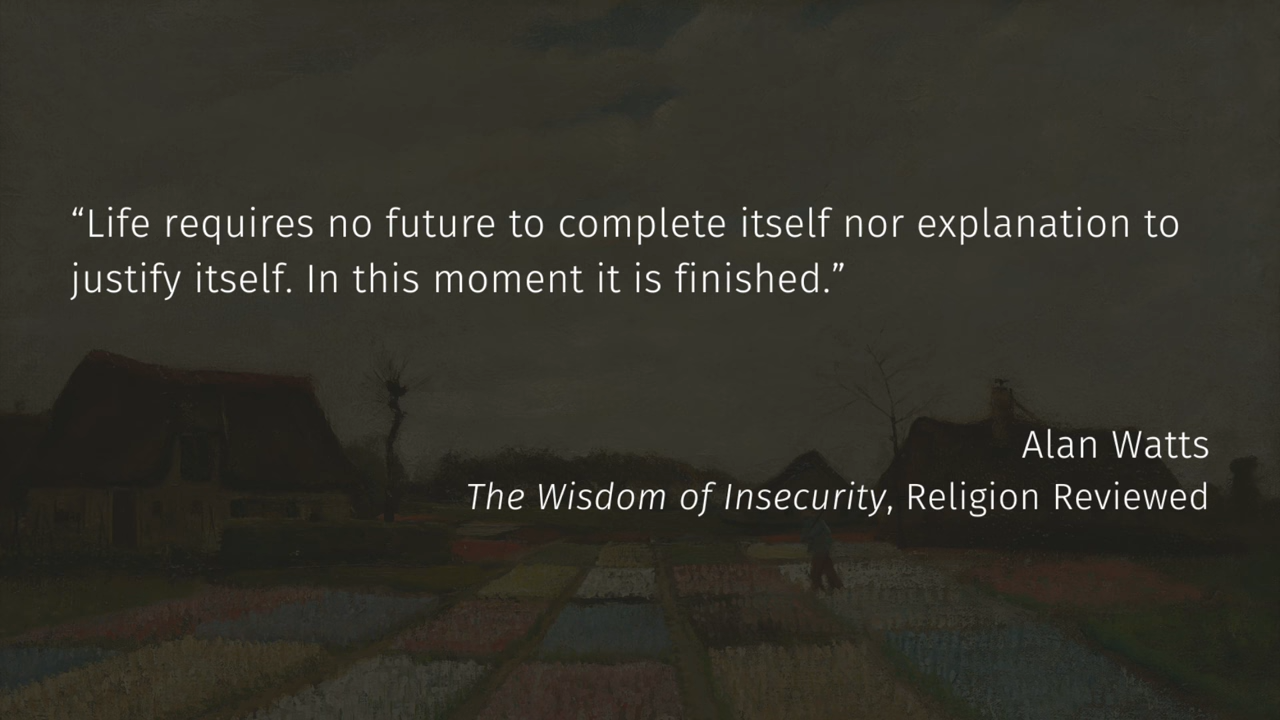 “Life requires no future to complete itself nor explanation to
justify itself. In this moment it is finished.”
Alan Watts
The Wisdom of Insecurity, Religion Reviewed